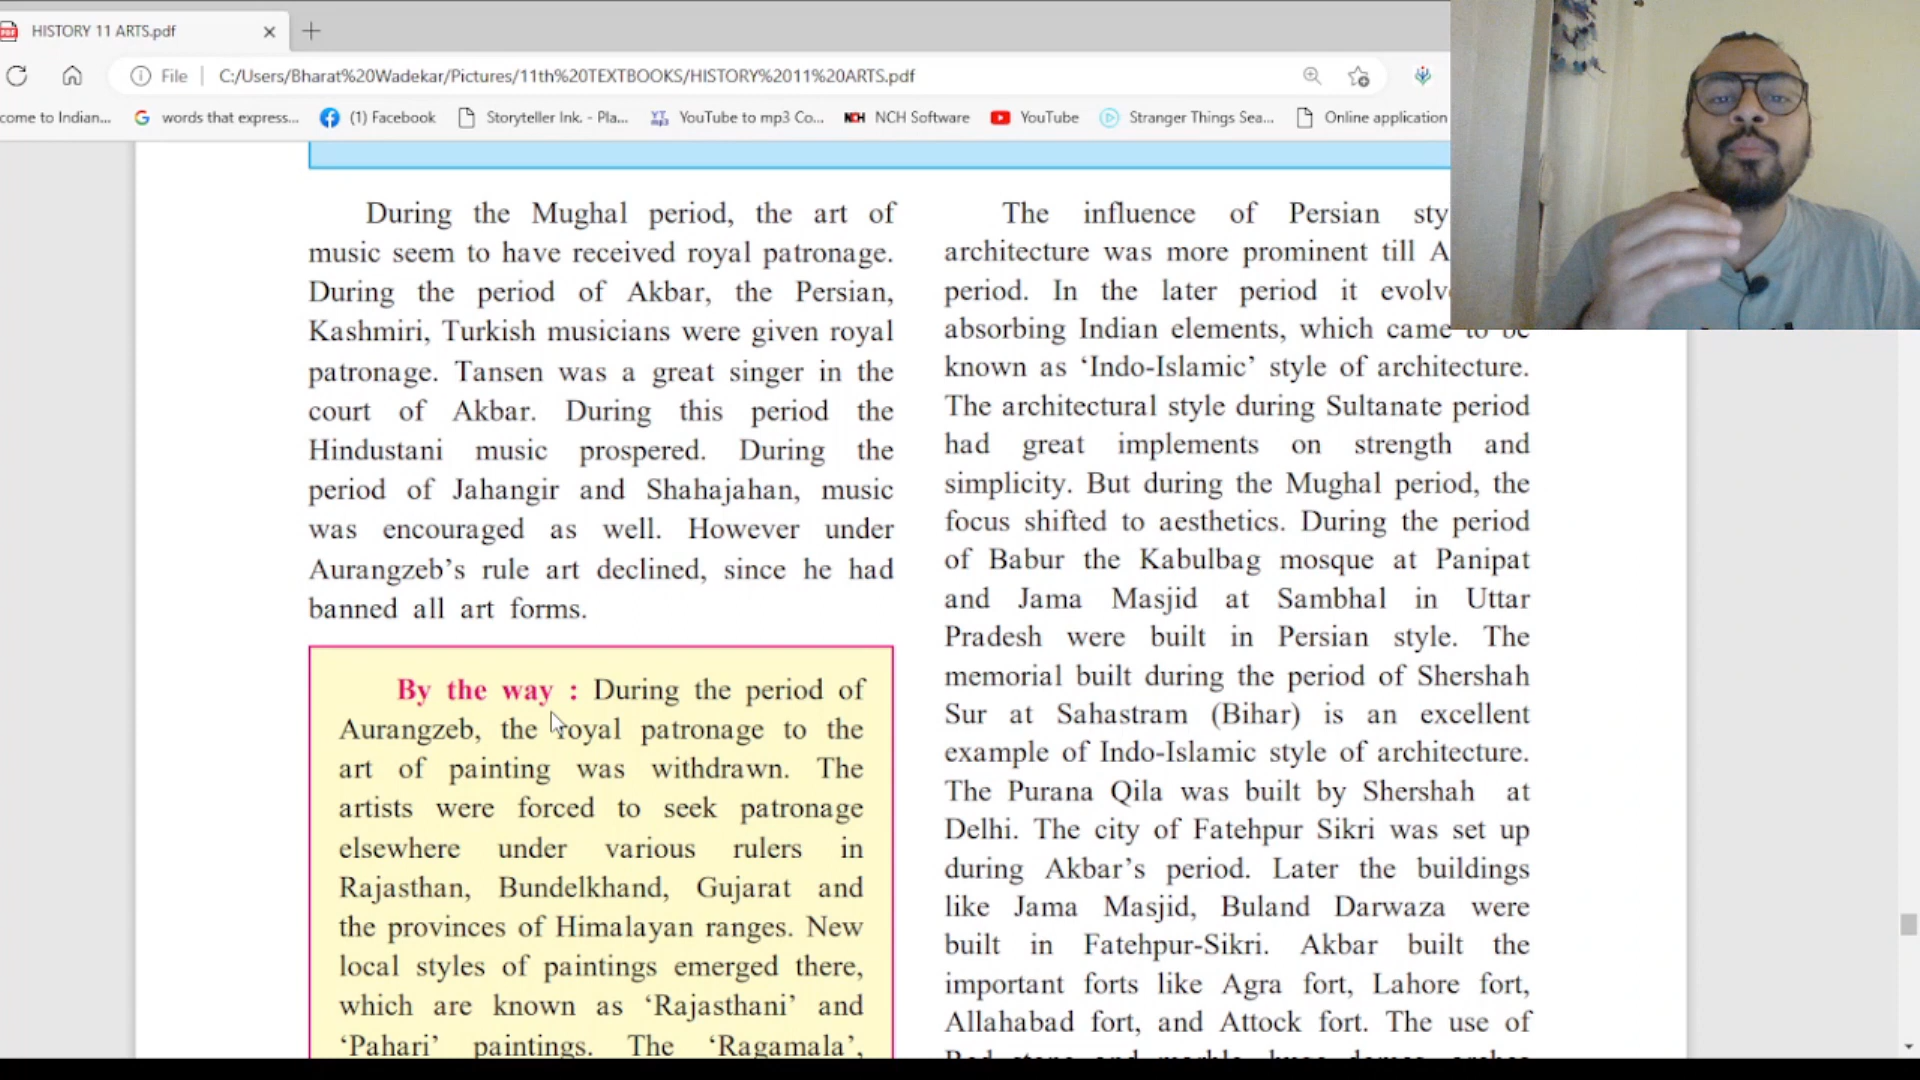 HISTORY 11 ARTS.pdf
File
C:/Users/Bharat%20Wadekar/Pictures/11th%20TEXTBOOKS/HISTORY%2011%20ARTS.pdf
come to Indian...
words that express...
(1) Facebook
Storyteller Ink. - Pla...
YT mp3
YouTube to mp3 Co...
NCH
NCH Software
YouTube
Stranger Things Sea...
Online application
During the Mughal period, the art of
music seem to have received royal patronage.
During the period of Akbar, the Persian,
Kashmiri, Turkish musicians were given royal
patronage. Tansen was a great singer in the
court of Akbar. During this period the
Hindustani music prospered. During the
period of Jahangir and Shahajahan, music
was encouraged as well. However under
Aurangzeb’s rule art declined, since he had
banned all art forms.
By the way : During the period of
Aurangzeb, the royal patronage to the
art of painting was withdrawn. The
artists were forced to seek patronage
elsewhere under various rulers in
Rajasthan, Bundelkhand, Gujarat and
the provinces of Himalayan ranges. New
local styles of paintings emerged there,
which are known as ‘Rajasthani’ and
‘Pahari’ paintings. The ‘Ragamala’,
The influence of Persian
architecture was more prominent till
period. In the later period it
absorbing Indian elements, which came to be
known as ‘Indo-Islamic’ style of architecture.
The architectural style during Sultanate period
had great implements on strength and
simplicity. But during the Mughal period, the
focus shifted to aesthetics. During the period
of Babur the Kabulbag mosque at Panipat
and Jama Masjid at Sambhal in Uttar
Pradesh were built in Persian style. The
memorial built during the period of Shershah
Sur at Sahastram (Bihar) is an excellent
example of Indo-Islamic style of architecture.
The Purana Qila was built by Shershah at
Delhi. The city of Fatehpur Sikri was set up
during Akbar’s period. Later the buildings
like Jama Masjid, Buland Darwaza were
built in Fatehpur-Sikri. Akbar built the
important forts like Agra fort, Lahore fort,
Allahabad fort, and Attock fort. The use of